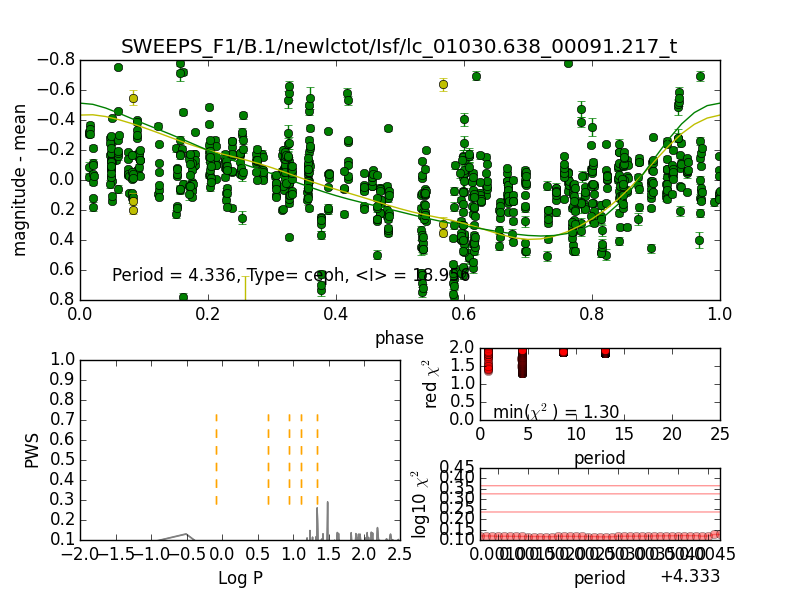 SWEEPS_F1/B.1/newlctot/Isf/lc_01030.638_00091.217_t
−0.8
−0.6
−0.4
−0.2
0.0
0.2
0.4
0.6
0.8
magnitude - mean
Period = 4.336, Type= ceph, <I> =
0.0 0.2 0.4 0.6 0.8 1.0
phase
1.0
0.9
0.8
0.7
0.6
0.5
0.4
0.3
0.2
0.1
PWS
−2.0 −1.5 −1.0 −0.5 0.0 0.5 1.0 1.5 2.0 2.5
Log P
2.0
1.5
1.0
0.5
0.0
red χ²
min(χ²) = 1.30
0 5 10 15 20 25
period
0.45
0.40
0.35
0.30
0.25
0.20
0.15
0.10
log10 χ²
period
+4.333